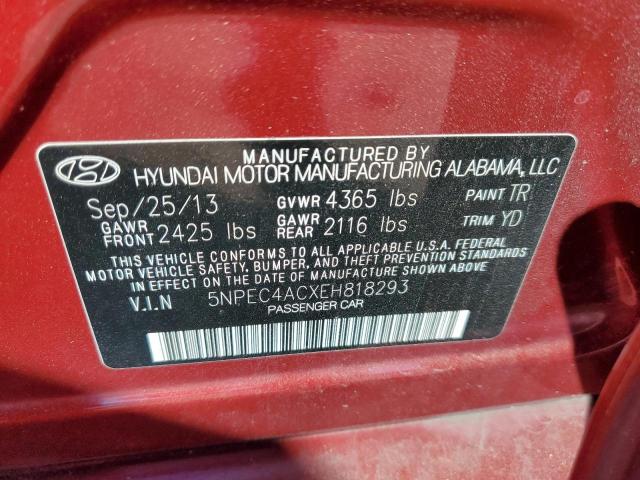 MANUFACTURED BY
HYUNDAI MOTOR MANUFACTURING ALABAMA, LLC
Sep/25/13 GVWR 4365 lbs PAINT TR
GAWR FRONT 2425 lbs GAWR REAR 2116 lbs TRIM YD
THIS VEHICLE CONFORMS TO ALL APPLICABLE U.S.A. FEDERAL
MOTOR VEHICLE SAFETY, BUMPER, AND THEFT PREVENTION STANDARDS
IN EFFECT ON THE DATE OF MANUFACTURE SHOWN ABOVE.
V.I.N 5NPEC4ACXEH818293
PASSENGER CAR